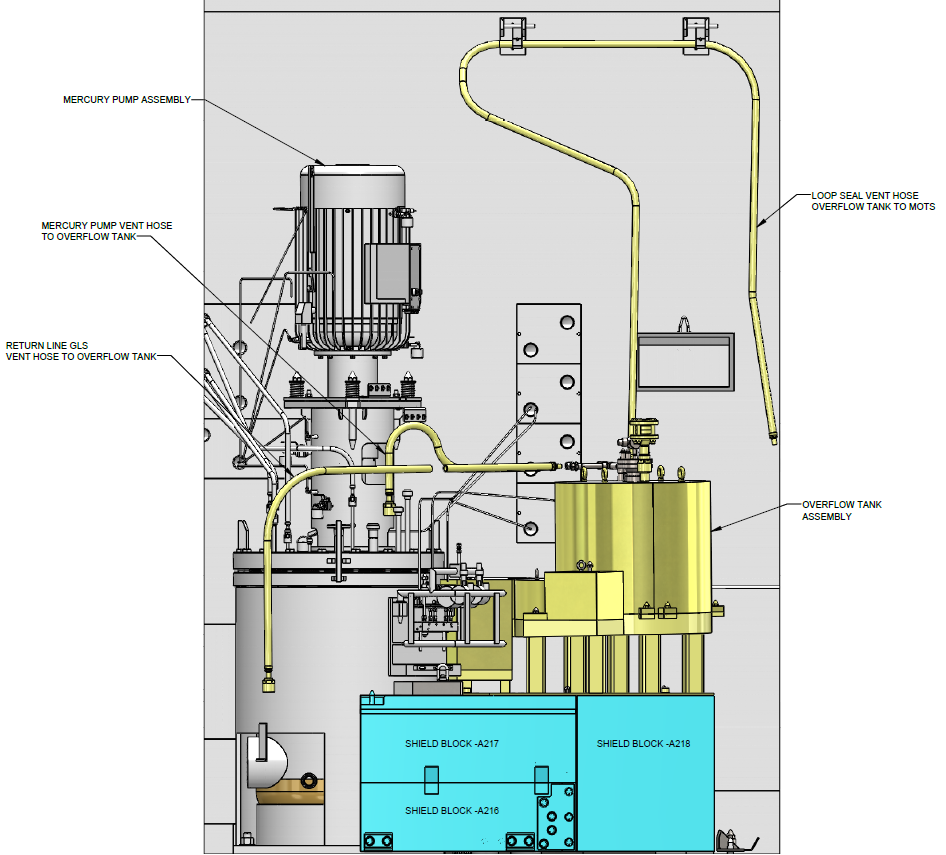 MERCURY PUMP ASSEMBLY
LOOP SEAL VENT HOSE
OVERFLOW TANK TO MOTS
MERCURY PUMP VENT HOSE
TO OVERFLOW TANK
RETURN LINE GLS
VENT HOSE TO OVERFLOW TANK
OVERFLOW TANK
ASSEMBLY
SHIELD BLOCK -A217
SHIELD BLOCK -A218
SHIELD BLOCK -A216